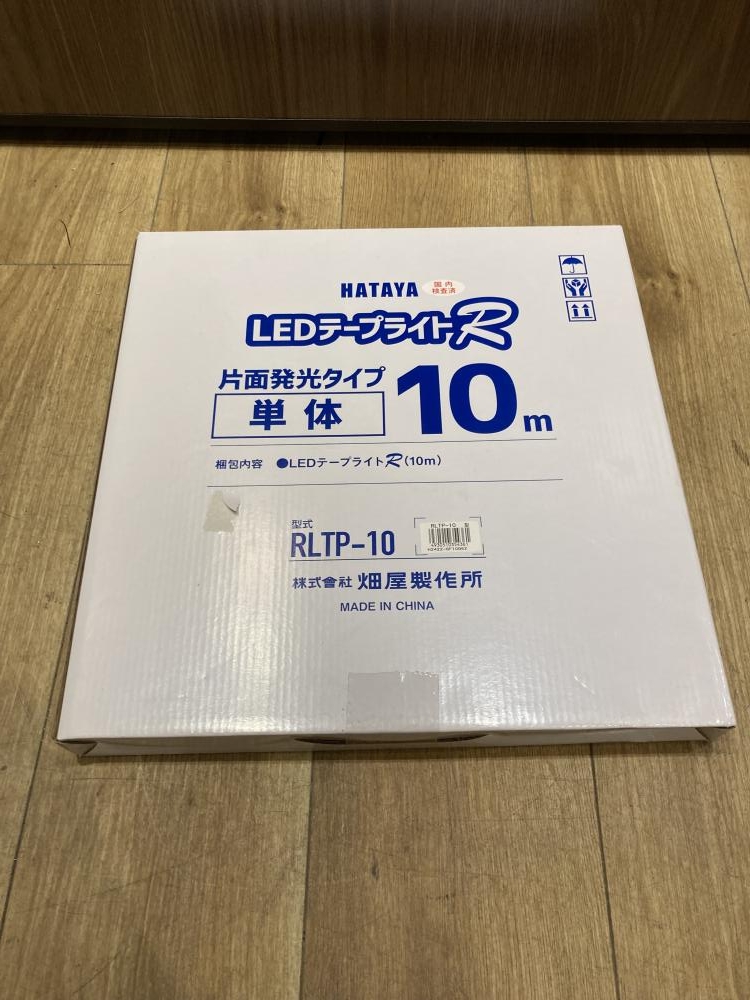 HATAYA
国内
検査済
LEDテープライトR
片面発光タイプ
単体
10m
梱包内容 ●LEDテープライトR(10m)
型式
RLTP-10
RLTP-10
株式會社 畑屋製作所
MADE IN CHINA